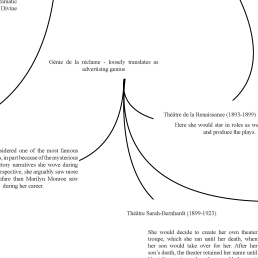 amatic
Divine
Génie de la réclame - loosely translates as
advertising genius
Théâtre de la Renaissance (1893-1899)
Here she would star in roles as we
and produce the plays.
sidered one of the most famous
s, in part because of the mysterious
tory narratives she wove during
rspective, she arguably saw more
nfare than Marilyn Monroe saw
during her career.
Théâtre Sarah-Bernhardt (1899-1923)
She would decide to create her own theater
troupe, which she ran until her death, when
her son would take over for her. After her
son's death, the theater retained her name until